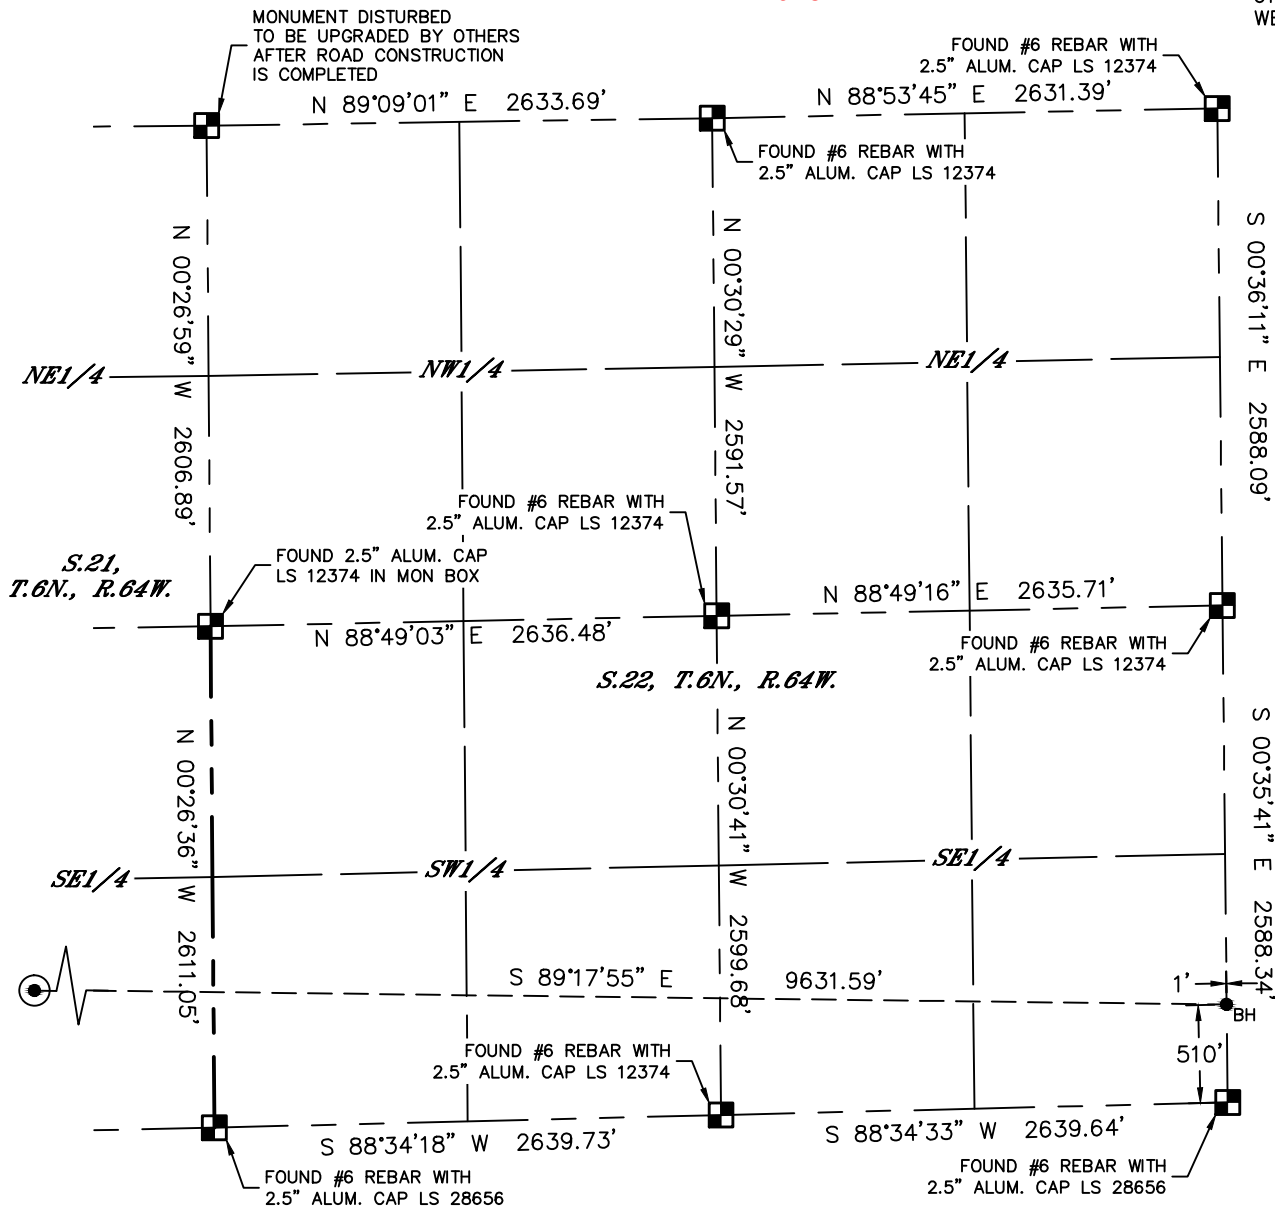 MONUMENT DISTURBED
TO BE UPGRADED BY OTHERS
AFTER ROAD CONSTRUCTION
IS COMPLETED
FOUND #6 REBAR WITH
2.5" ALUM. CAP LS 12374
N 89°09'01" E 2633.69'
N 88°53'45" E 2631.39'
FOUND #6 REBAR WITH
2.5" ALUM. CAP LS 12374
N 00°26'59" W 2606.89'
N 00°30'29" W 2591.57'
S 00°36'11" E 2588.09'
NE1/4
NW1/4
NE1/4
FOUND #6 REBAR WITH
2.5" ALUM. CAP LS 12374
S.21,
T.6N., R.64W.
FOUND 2.5" ALUM. CAP
LS 12374 IN MON BOX
N 88°49'16" E 2635.71'
N 88°49'03" E 2636.48'
FOUND #6 REBAR WITH
2.5" ALUM. CAP LS 12374
S.22, T.6N., R.64W.
N 00°26'36" W 2611.05'
N 00°30'41" W 2599.68'
S 00°35'41" E 2588.34'
SE1/4
SW1/4
SE1/4
S 89°17'55" E 9631.59'
1'
BH
510'
FOUND #6 REBAR WITH
2.5" ALUM. CAP LS 12374
S 88°34'18" W 2639.73'
S 88°34'33" W 2639.64'
FOUND #6 REBAR WITH
2.5" ALUM. CAP LS 28656
FOUND #6 REBAR WITH
2.5" ALUM. CAP LS 28656